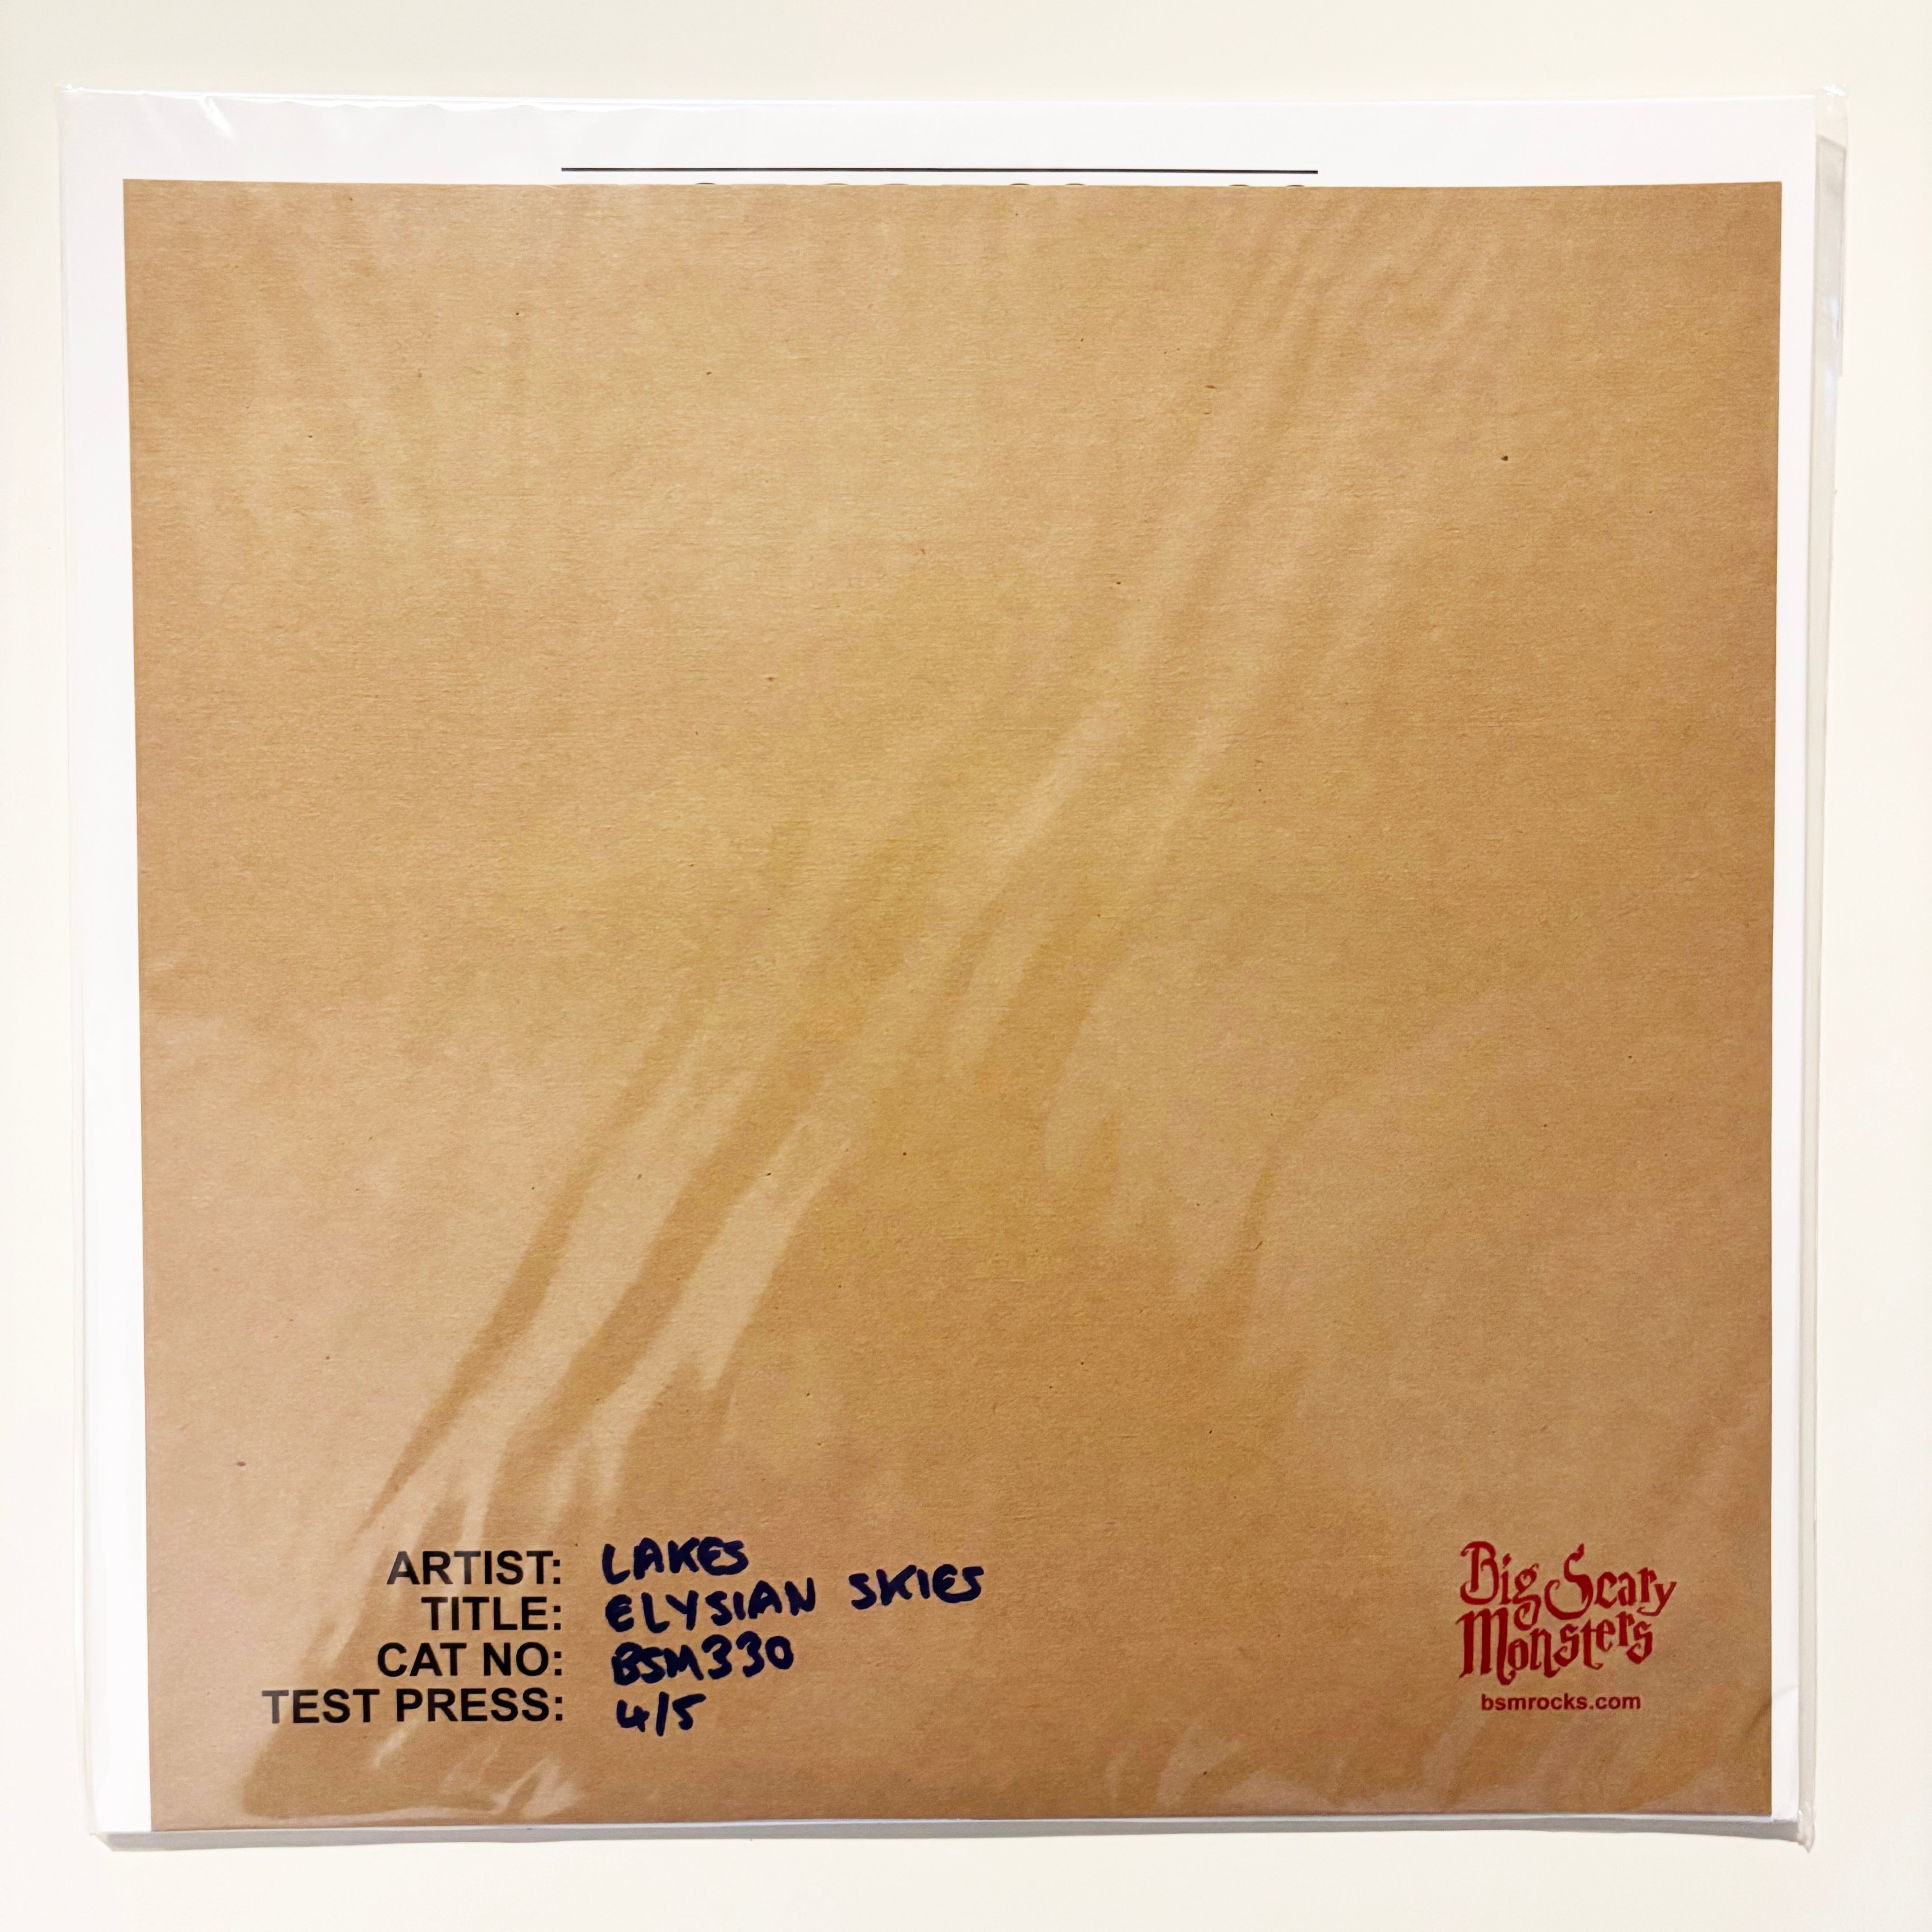 ARTIST: LAKES
TITLE: ELYSIAN SKIES
CAT NO: BSM330
TEST PRESS: 4/5
Big Scary
Monsters
bsmrocks.com